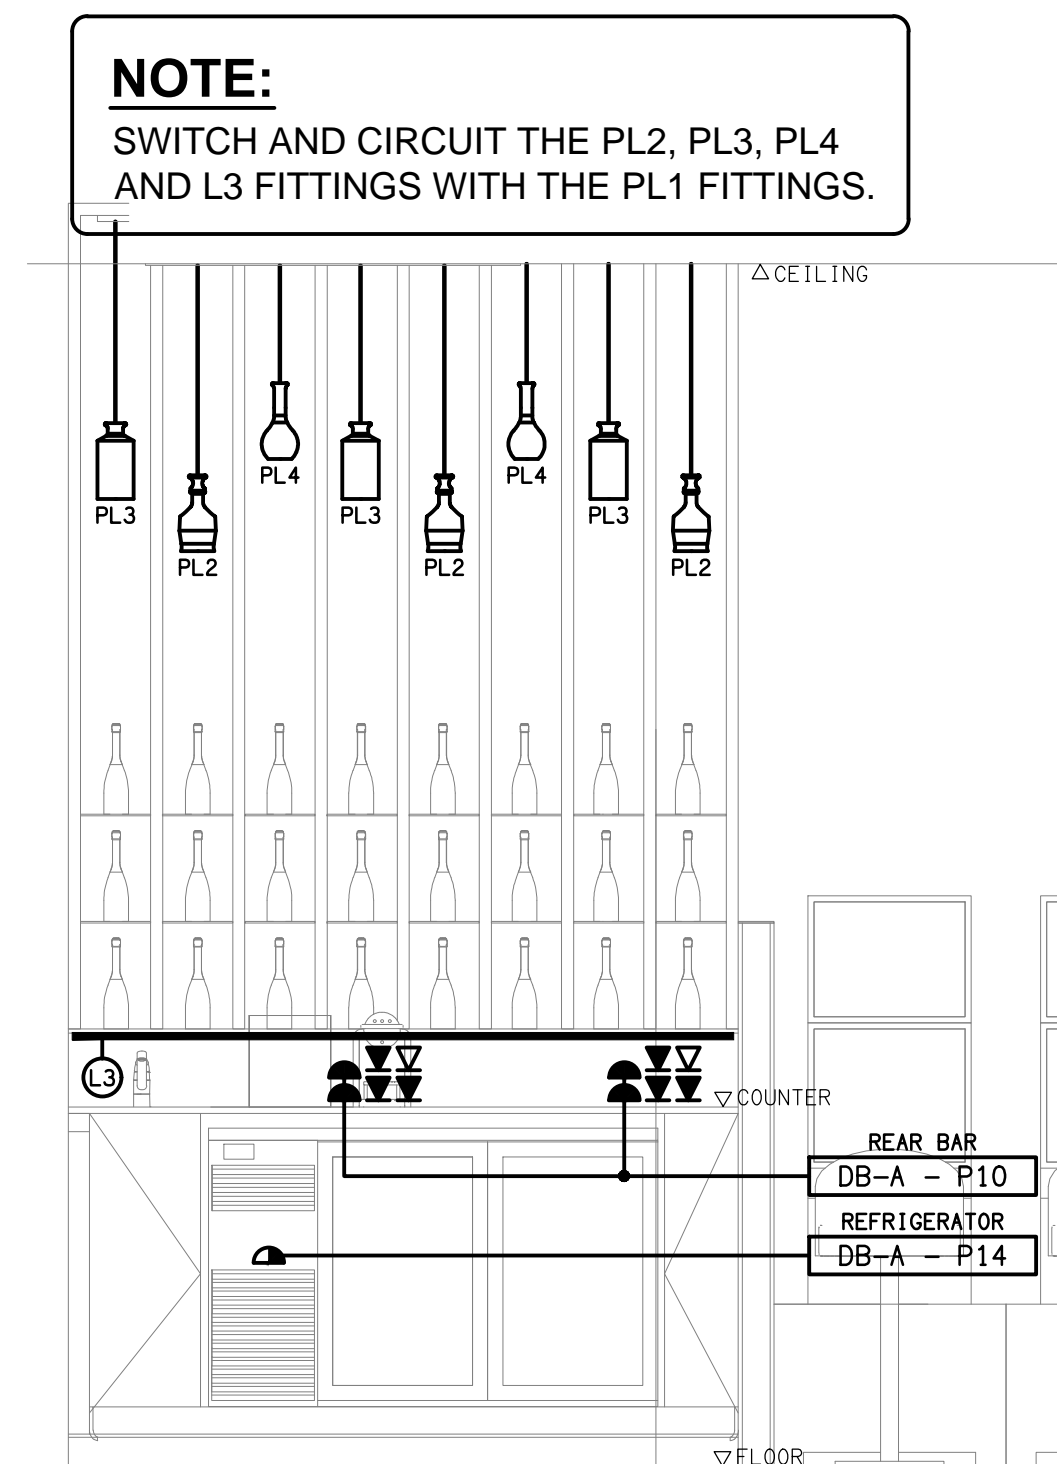 NOTE:
SWITCH AND CIRCUIT THE PL2, PL3, PL4
AND L3 FITTINGS WITH THE PL1 FITTINGS.
CEILING
PL4
PL4
PL3
PL3
PL3
PL2
PL2
PL2
L3
COUNTER
REAR BAR
DB-A - P10
REFRIGERATOR
DB-A - P14
FLOOR